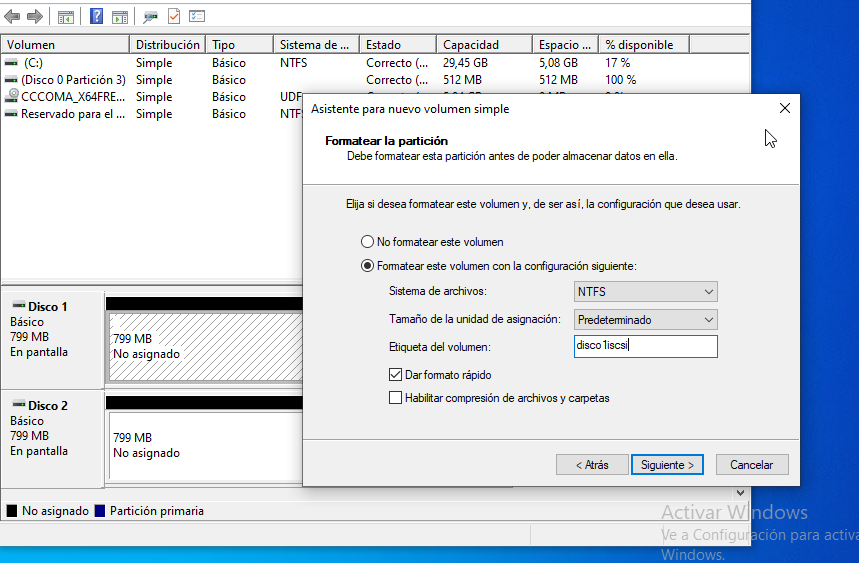 Volumen Distribución Tipo Sistema de ... Estado Capacidad Espacio ... % disponible
(C:) Simple Básico NTFS Correcto (... 29,45 GB 5,08 GB 17 %
(Disco 0 Partición 3) Simple Básico Correcto (... 512 MB 512 MB 100 %
CCCOMA_X64FRE... Simple Básico UDF
Reservado para el ... Simple Básico NTFS
Asistente para nuevo volumen simple
Formatear la partición
Debe formatear esta partición antes de poder almacenar datos en ella.
Elija si desea formatear este volumen y, de ser así, la configuración que desea usar.
No formatear este volumen
Formatear este volumen con la configuración siguiente:
Sistema de archivos: NTFS
Tamaño de la unidad de asignación: Predeterminado
Etiqueta del volumen: disco1iscsi
Dar formato rápido
Habilitar compresión de archivos y carpetas
< Atrás Siguiente > Cancelar
Disco 1
Básico
799 MB
En pantalla
799 MB
No asignado
Disco 2
Básico
799 MB
En pantalla
799 MB
No asignado
No asignado Partición primaria
Activar Windows
Ve a Configuración para activa
Windows.